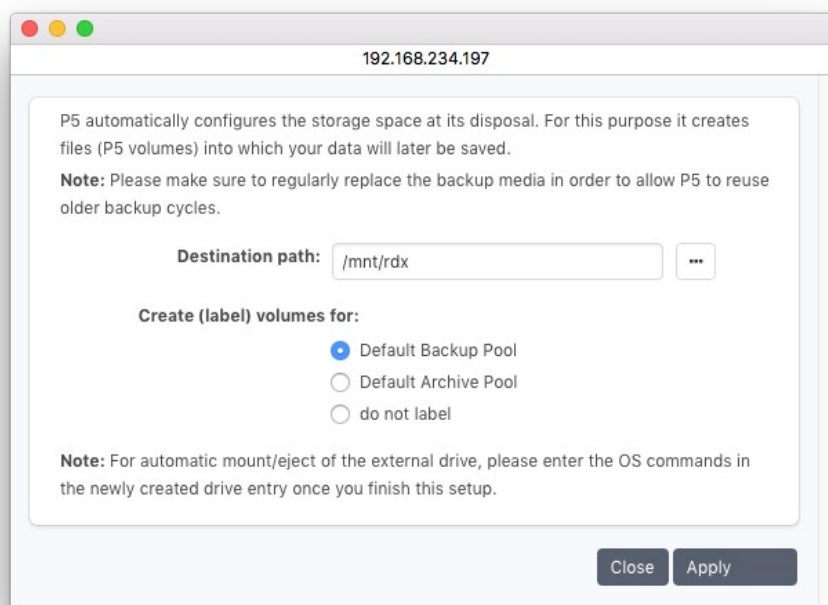 192.168.234.197
P5 automatically configures the storage space at its disposal. For this purpose it creates
files (P5 volumes) into which your data will later be saved.
Note: Please make sure to regularly replace the backup media in order to allow P5 to reuse
older backup cycles.
Destination path: /mnt/rdx ...
Create (label) volumes for:
Default Backup Pool
Default Archive Pool
do not label
Note: For automatic mount/eject of the external drive, please enter the OS commands in
the newly created drive entry once you finish this setup.
Close Apply